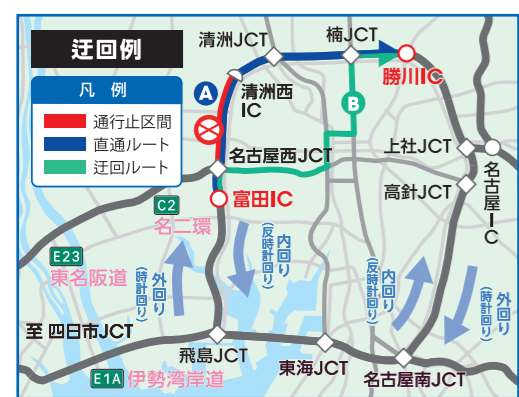 迂回例
凡 例
通行止区間
直通ルート
迂回ルート
清洲JCT
楠JCT
勝川IC
A
清洲西
IC
B
名古屋西JCT
上社JCT
名古屋IC
高針JCT
富田IC
C2
名二環
E23
東名阪道
外回り
(時計回り)
内回り
(反時計回り)
内回り
(反時計回り)
外回り
(時計回り)
至 四日市JCT
飛島JCT
東海JCT
名古屋南JCT
E1A 伊勢湾岸道